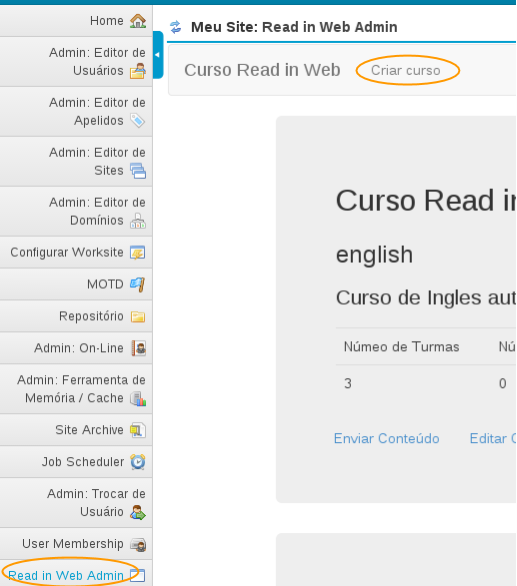 Home
Admin: Editor de
Usuários
Admin: Editor de
Apelidos
Admin: Editor de
Sites
Admin: Editor de
Domínios
Configurar Worksite
MOTD
Repositório
Admin: On-Line
Admin: Ferramenta de
Memória / Cache
Site Archive
Job Scheduler
Admin: Trocar de
Usuário
User Membership
Read in Web Admin
Meu Site: Read in Web Admin
Curso Read in Web Criar curso
Curso Read i
english
Curso de Ingles aut
Númeo de Turmas Nú
3 0
Enviar Conteúdo Editar C